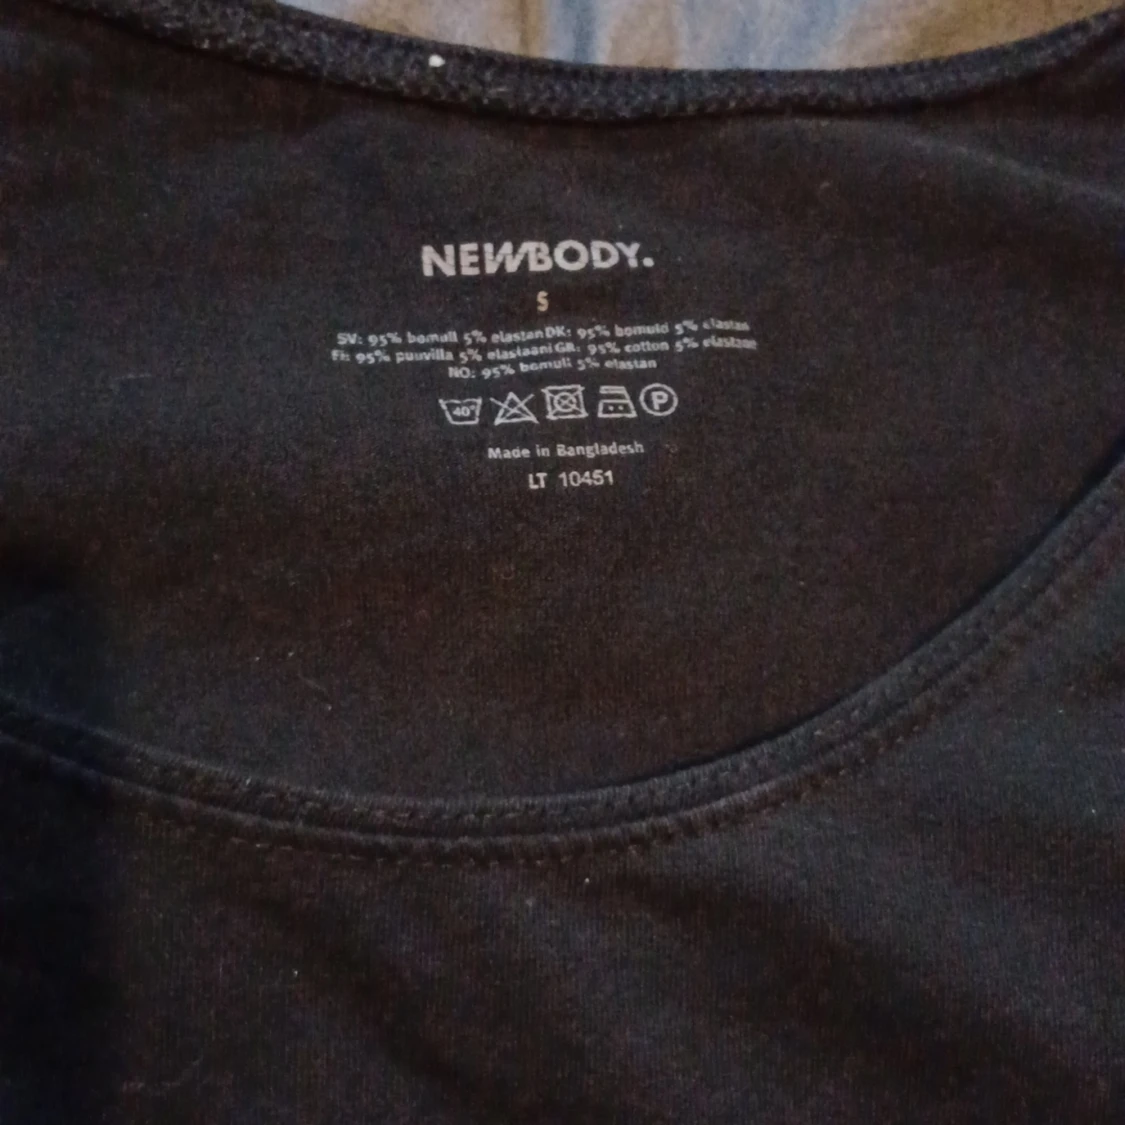 NEWBODY.
S
SV: 95% bomull 5% elastan DK: 95% bomuld 5% elastan
FI: 95% puuvilla 5% elastaani GB: 95% cotton 5% elastane
NO: 95% bomull 5% elastan
40° P
Made in Bangladesh
LT 10451